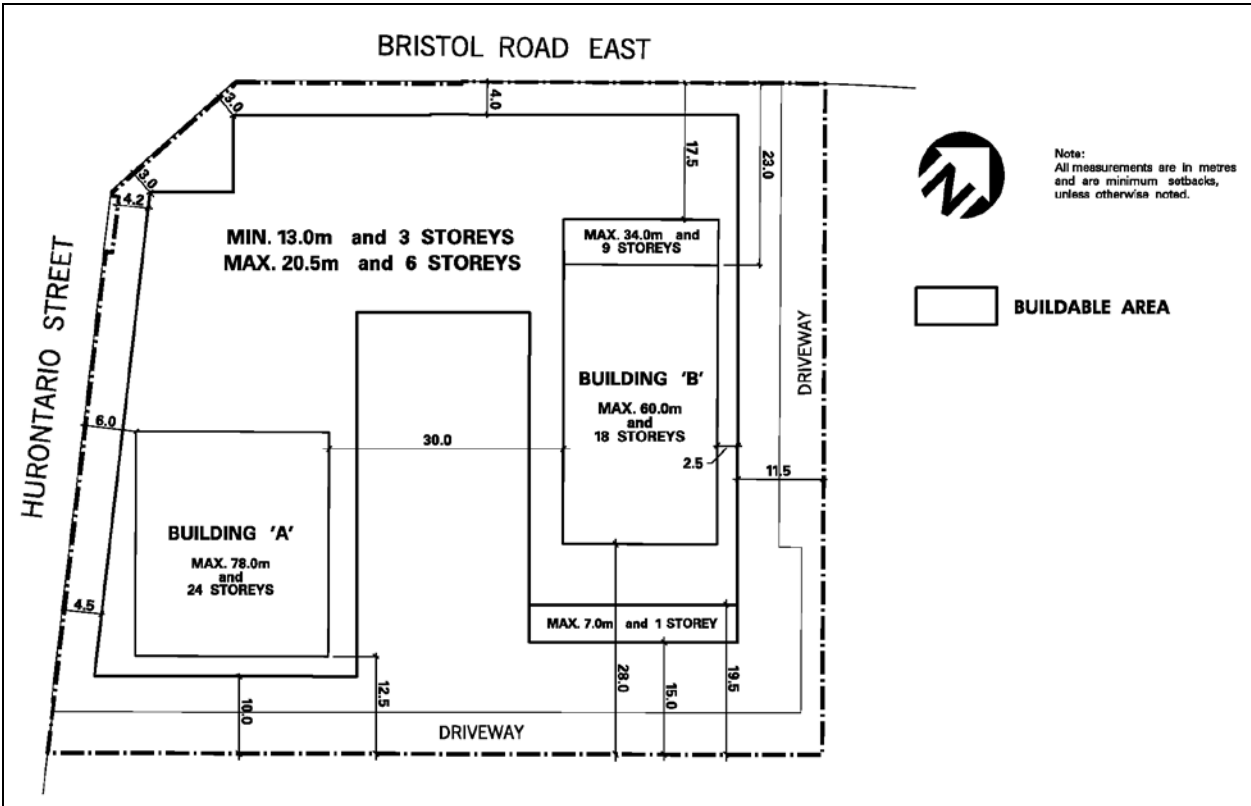 BRISTOL ROAD EAST
3.0
4.0
3.0
4.2
17.5
23.0
N
Note:
All measurements are in metres
and are minimum setbacks,
unless otherwise noted.
MIN. 13.0m and 3 STOREYS
MAX. 20.5m and 6 STOREYS
MAX. 34.0m and
9 STOREYS
HURONTARIO STREET
BUILDABLE AREA
DRIVEWAY
BUILDING 'B'
MAX. 60.0m
and
18 STOREYS
6.0
30.0
2.5
11.5
BUILDING 'A'
MAX. 78.0m
and
24 STOREYS
4.5
MAX. 7.0m and 1 STOREY
10.0
12.5
28.0
15.0
19.5
DRIVEWAY